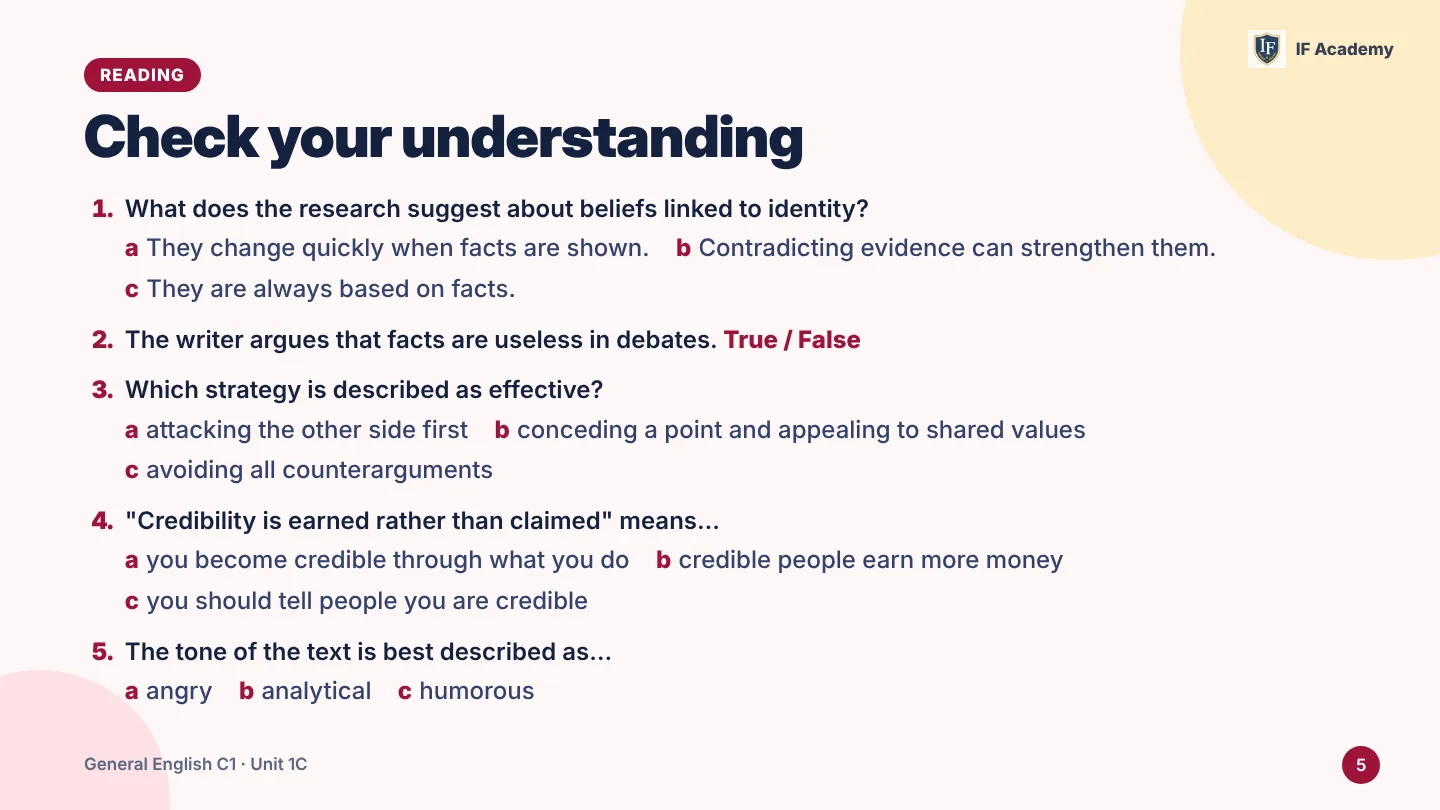 IF IF Academy
READING
Check your understanding
1. What does the research suggest about beliefs linked to identity?
a They change quickly when facts are shown. b Contradicting evidence can strengthen them.
c They are always based on facts.
2. The writer argues that facts are useless in debates. True / False
3. Which strategy is described as effective?
a attacking the other side first b conceding a point and appealing to shared values
c avoiding all counterarguments
4. "Credibility is earned rather than claimed" means...
a you become credible through what you do b credible people earn more money
c you should tell people you are credible
5. The tone of the text is best described as...
a angry b analytical c humorous
General English C1 · Unit 1C
5